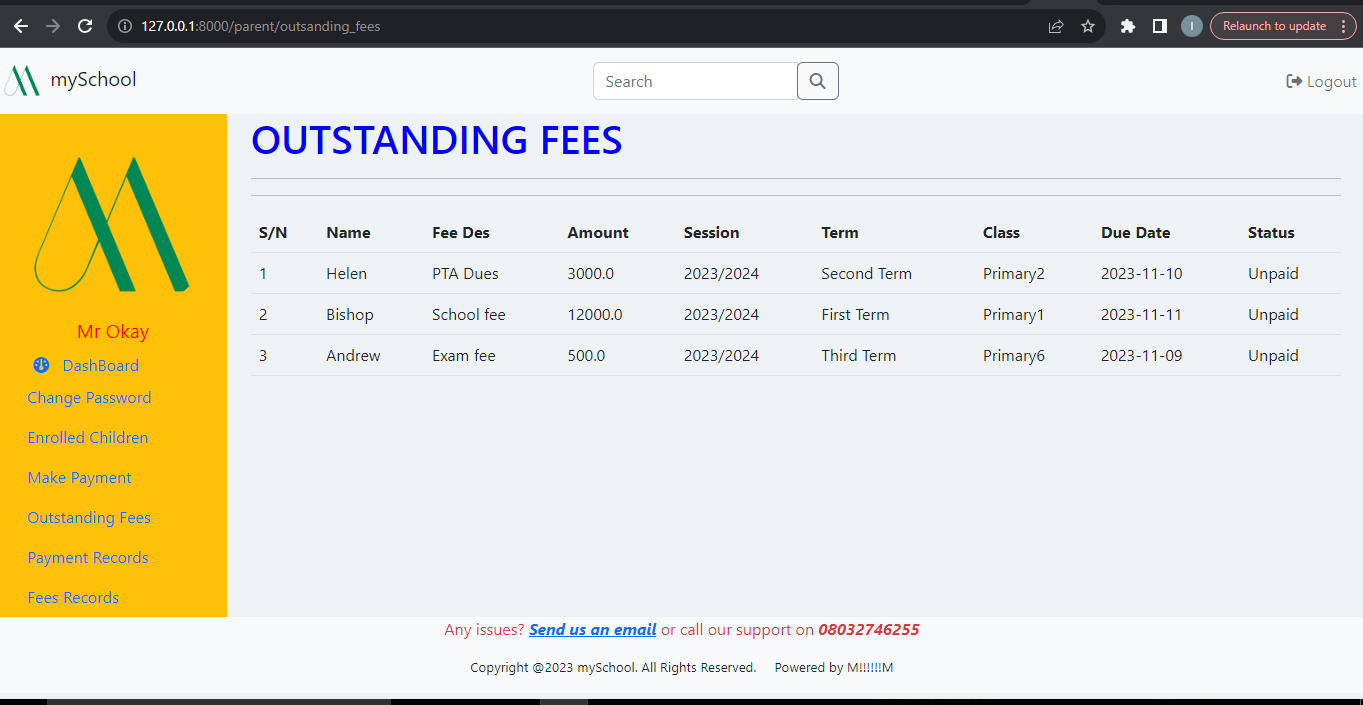 127.0.0.1:8000/parent/outsanding_fees
I
Relaunch to update
mySchool
Search
Logout
OUTSTANDING FEES
S/N Name Fee Des Amount Session Term Class Due Date Status
1 Helen PTA Dues 3000.0 2023/2024 Second Term Primary2 2023-11-10 Unpaid
2 Bishop School fee 12000.0 2023/2024 First Term Primary1 2023-11-11 Unpaid
3 Andrew Exam fee 500.0 2023/2024 Third Term Primary6 2023-11-09 Unpaid
Mr Okay
DashBoard
Change Password
Enrolled Children
Make Payment
Outstanding Fees
Payment Records
Fees Records
Any issues? Send us an email or call our support on 08032746255
Copyright @2023 mySchool. All Rights Reserved. Powered by M!!!!!!M